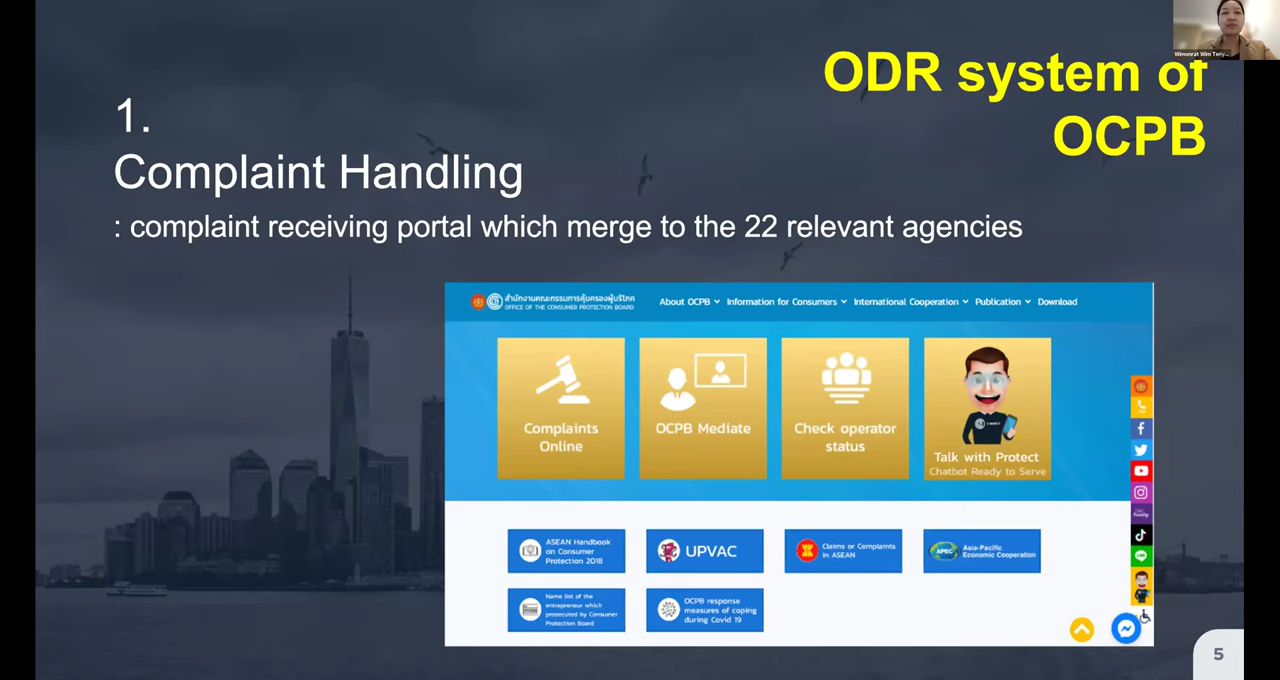 Wimonrat Wim Teriy...
ODR system of
OCPB
1.
Complaint Handling
: complaint receiving portal which merge to the 22 relevant agencies
สำนักงานคณะกรรมการคุ้มครองผู้บริโภค
OFFICE OF THE CONSUMER PROTECTION BOARD
About OCPB
Information for Consumers
International Cooperation
Publication
Download
Complaints
Online
OCPB Mediate
Check operator
status
Talk with Protect
Chatbot Ready to Serve
ASEAN Handbook
on Consumer
Protection 2018
UPVAC
Claims or Complaints
in ASEAN
APEC
Asia-Pacific
Economic Cooperation
Name list of the
entrepreneur which
prosecuted by Consumer
Protection Board
OCPB response
measures of coping
during Covid 19
5